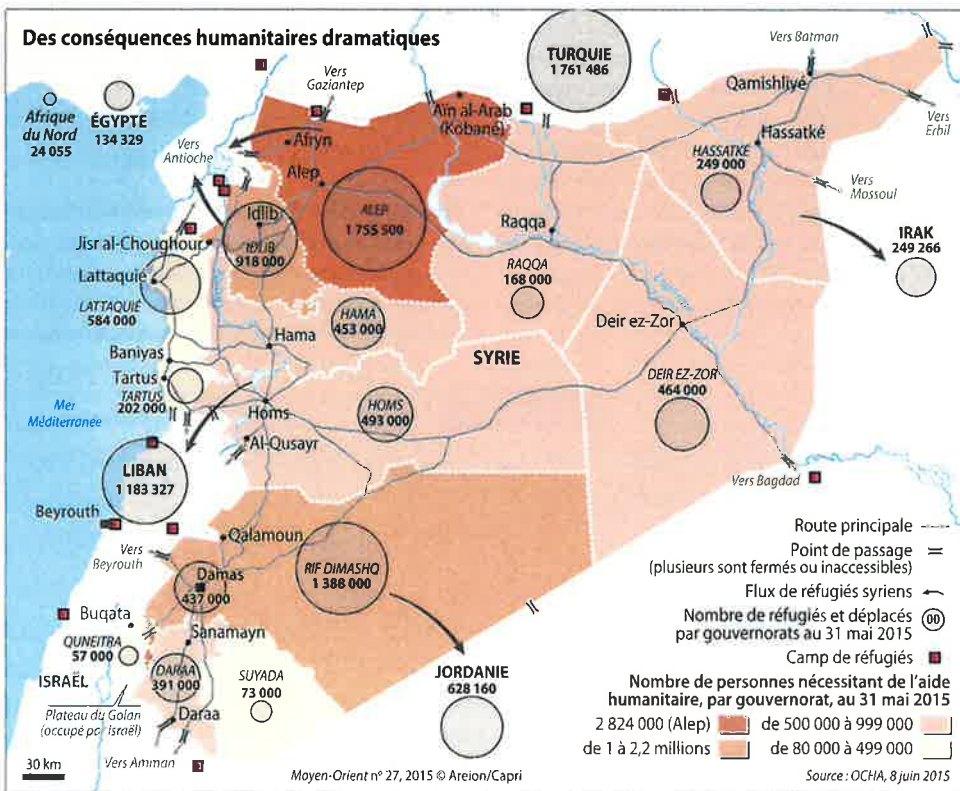 Des conséquences humanitaires dramatiques
TURQUIE
1 761 486
Vers Batman
Afrique
du Nord
24 055
ÉGYPTE
134 329
Vers
Gaziantep
Qamishliyé
Aïn al-Arab
(Kobané)
Vers
Erbil
Vers
Antioche
Afryn
Hassatké
HASSATKÉ
249 000
Alep
Vers
Mossoul
ALEP
1 755 500
Idlib
IDLIB
918 000
Raqqa
IRAK
249 266
Jisr al-Choughour
Lattaquié
RAQQA
168 000
LATTAQUIÉ
584 000
HAMA
453 000
Deir ez-Zor
Hama
SYRIE
Baniyas
Tartus
TARTUS
202 000
DEIR EZ-ZOR
464 000
Mer
Méditerranée
Homs
HOMS
493 000
Al-Qusayr
LIBAN
1 183 327
Vers Bagdad
Beyrouth
Route principale
Qalamoun
Point de passage
(plusieurs sont fermés ou inaccessibles)
Vers
Beyrouth
RIF DIMASHQ
1 388 000
Damas
437 000
Flux de réfugiés syriens
Nombre de réfugiés et déplacés
par gouvernorats au 31 mai 2015
00
Buqata
Sanamayn
QUNEITRA
57 000
Camp de réfugiés
ISRAËL
DARAA
391 000
SUYADA
73 000
JORDANIE
628 160
Nombre de personnes nécessitant de l'aide
humanitaire, par gouvernorat, au 31 mai 2015
Plateau du Golan
(occupé par Israël)
Daraa
2 824 000 (Alep)
de 500 000 à 999 000
de 1 à 2,2 millions
de 80 000 à 499 000
Vers Amman
30 km
Moyen-Orient n° 27, 2015 © Areion/Capri
Source : OCHA, 8 juin 2015